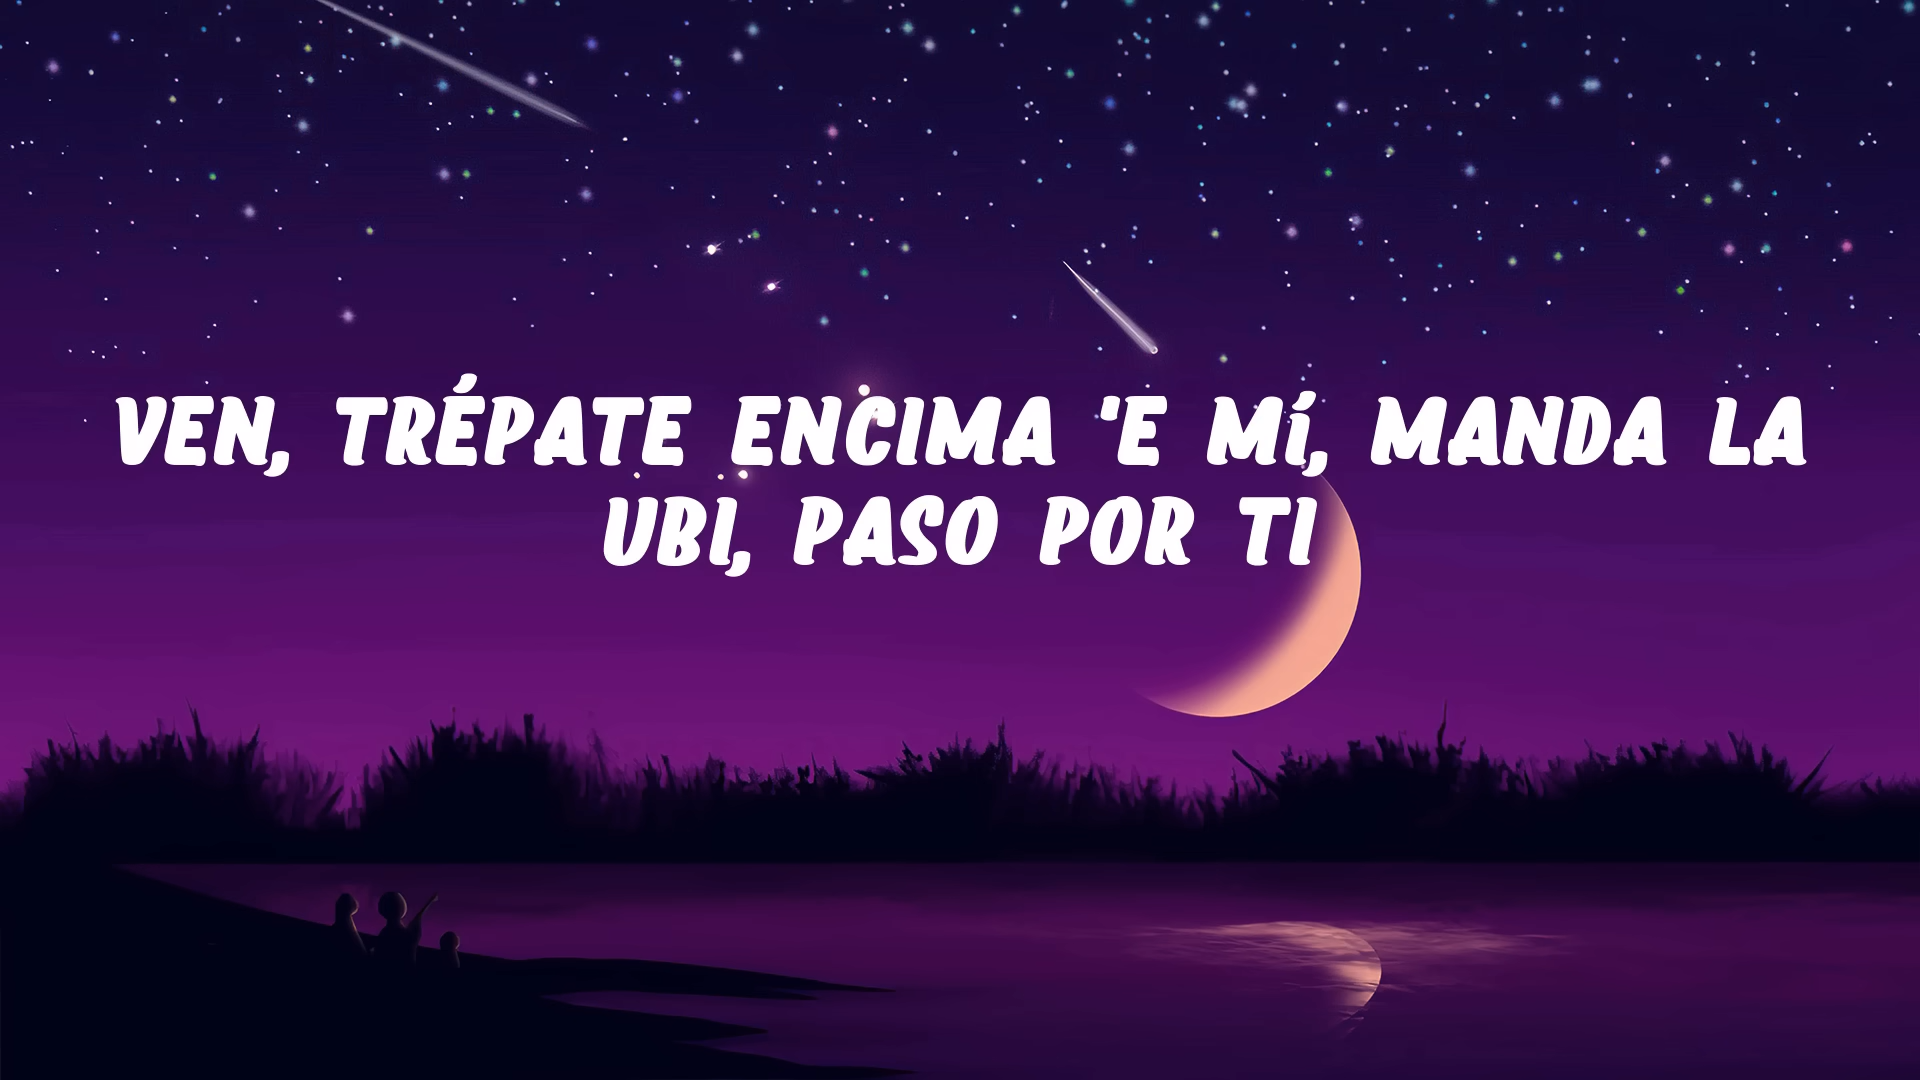 VEN, TRÉPATE ENCIMA 'E MÍ, MANDA LA
UBI, PASO POR TI